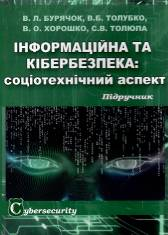 В. Л. БУРЯЧОК, В.Б. ТОЛУБКО,
В. О. ХОРОШКО, С.В. ТОЛЮПА
ІНФОРМАЦІЙНА ТА
КІБЕРБЕЗПЕКА:
СОЦІОТЕХНІЧНИЙ АСПЕКТ
Підручник
Cybersecurity